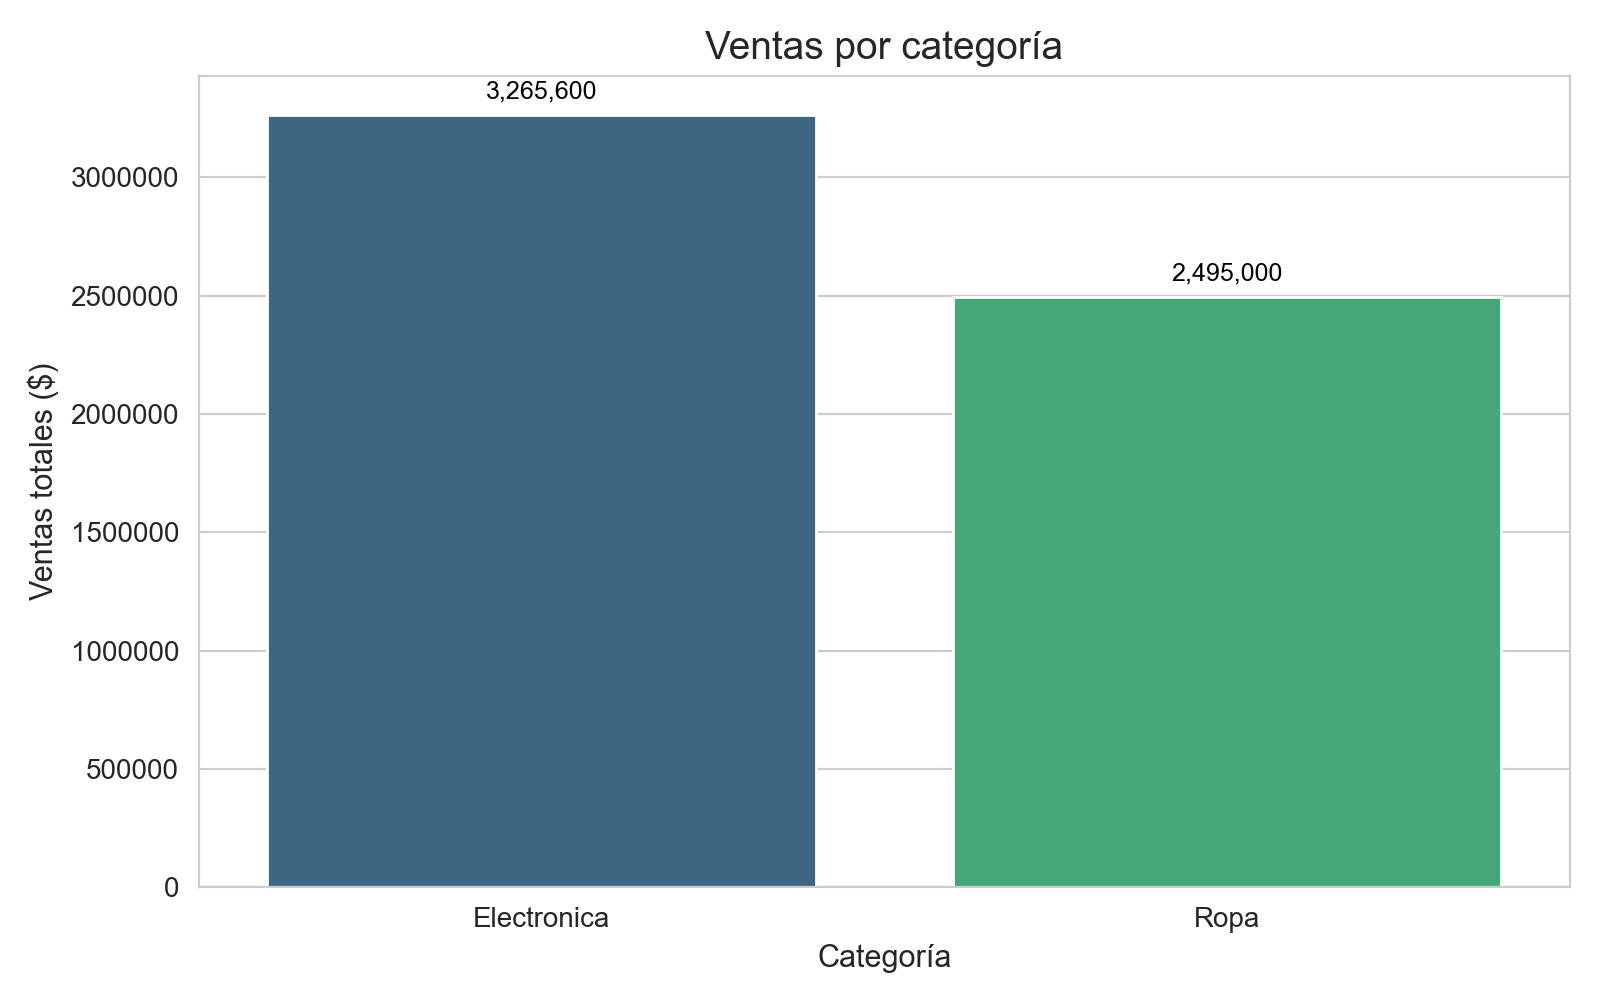 Ventas por categoría
3,265,600
3000000
2,495,000
2500000
2000000
1500000
1000000
500000
0
Ventas totales ($)
Electronica
Ropa
Categoría